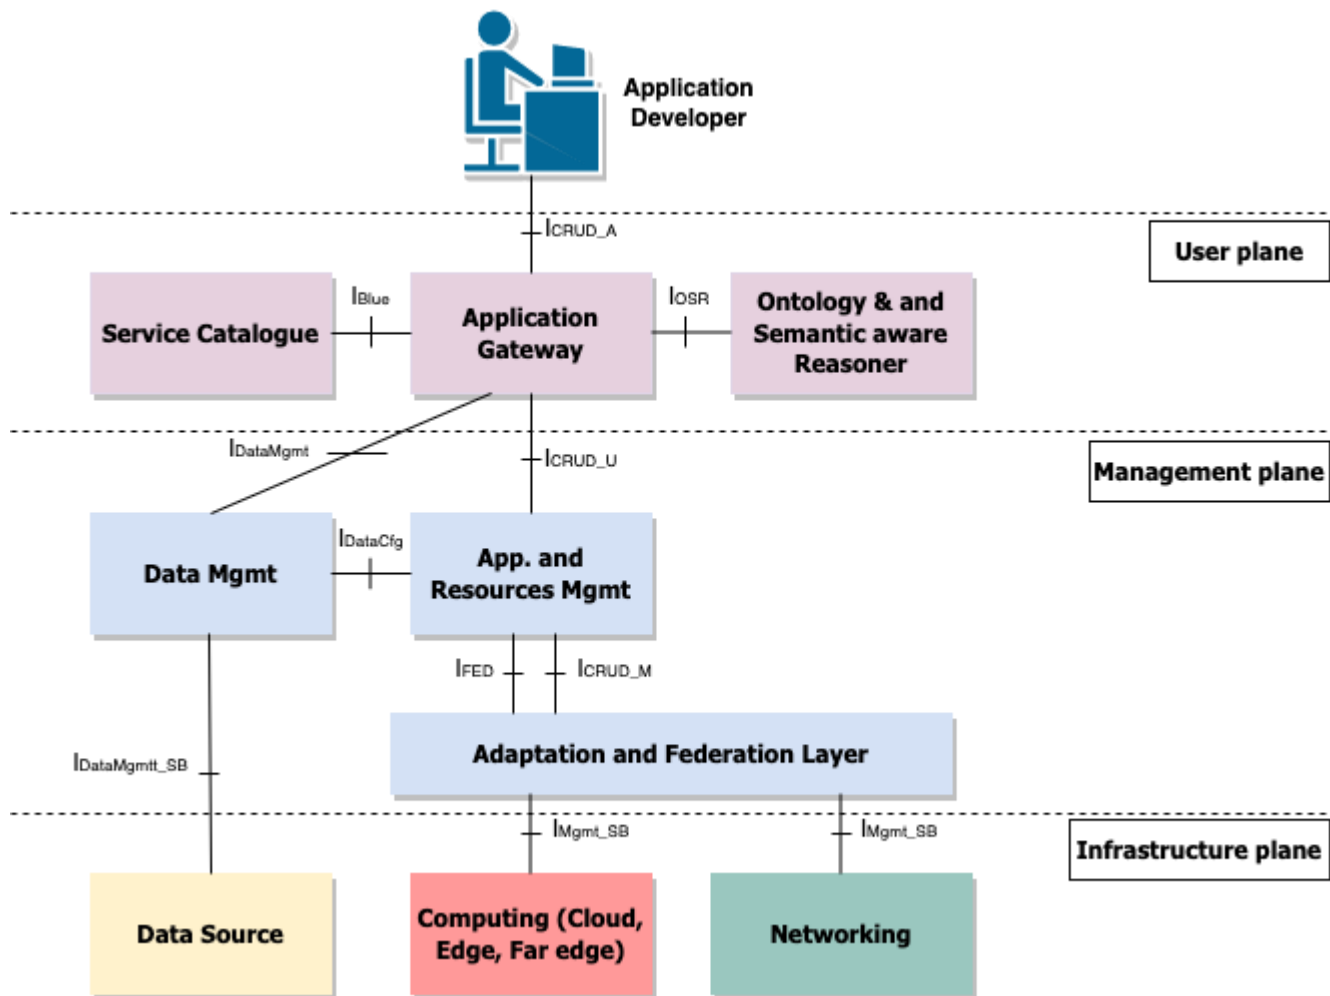 Application
Developer
ICRUD_A
User plane
IBlue
IOSR
Service Catalogue
Application
Gateway
Ontology & and
Semantic aware
Reasoner
IDataMgmt
ICRUD_U
Management plane
IDataCfg
Data Mgmt
App. and
Resources Mgmt
IFED
ICRUD_M
Adaptation and Federation Layer
IDataMgmtt_SB
IMgmt_SB
IMgmt_SB
Infrastructure plane
Data Source
Computing (Cloud,
Edge, Far edge)
Networking